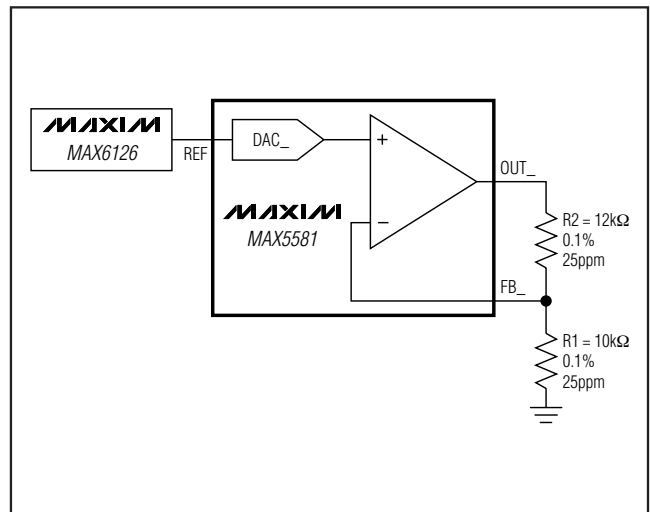 MAXIM
MAX6126
REF
DAC_
+
−
MAXIM
MAX5581
OUT_
R2 = 12kΩ
0.1%
25ppm
FB_
R1 = 10kΩ
0.1%
25ppm